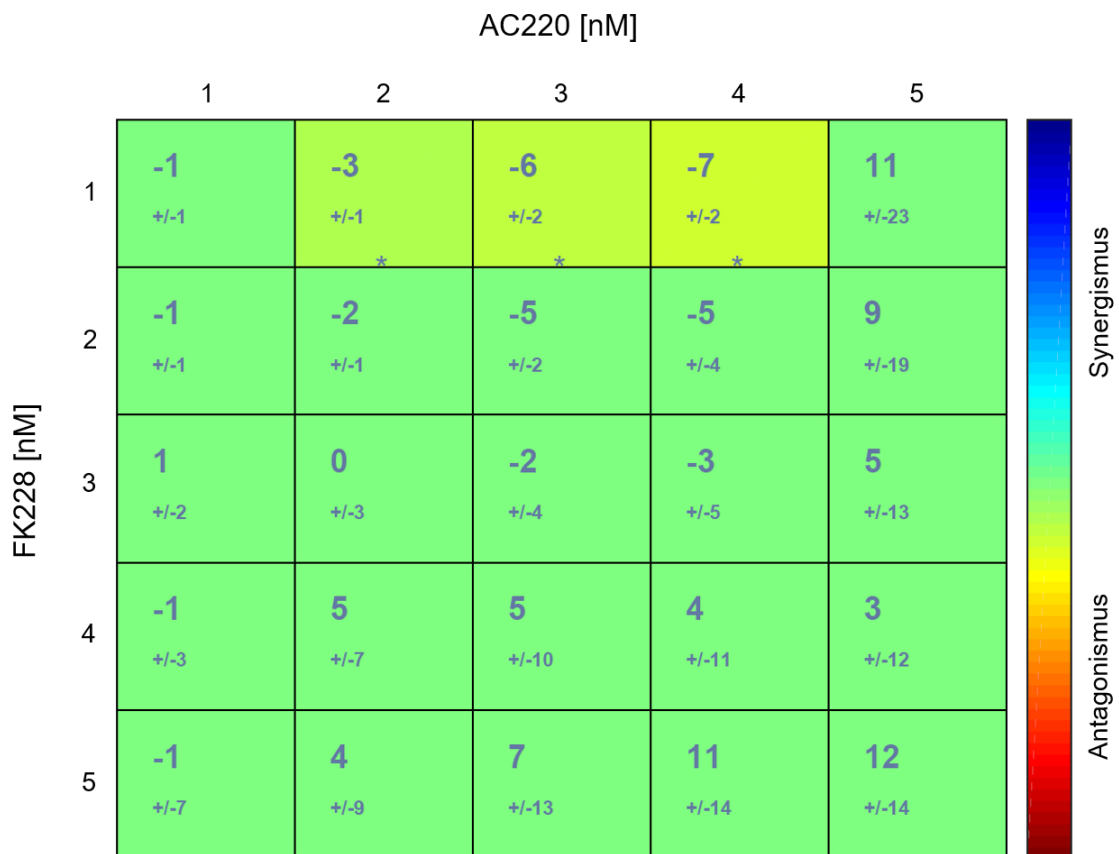 AC220 [nM]
1 2 3 4 5
1
-1 -3 -6 -7 11
+/-1 +/-1 +/-2 +/-2 +/-23
* * *
2
-1 -2 -5 -5 9
+/-1 +/-1 +/-2 +/-4 +/-19
3
1 0 -2 -3 5
+/-2 +/-3 +/-4 +/-5 +/-13
4
-1 5 5 4 3
+/-3 +/-7 +/-10 +/-11 +/-12
5
-1 4 7 11 12
+/-7 +/-9 +/-13 +/-14 +/-14
FK228 [nM]
Synergismus
Antagonismus